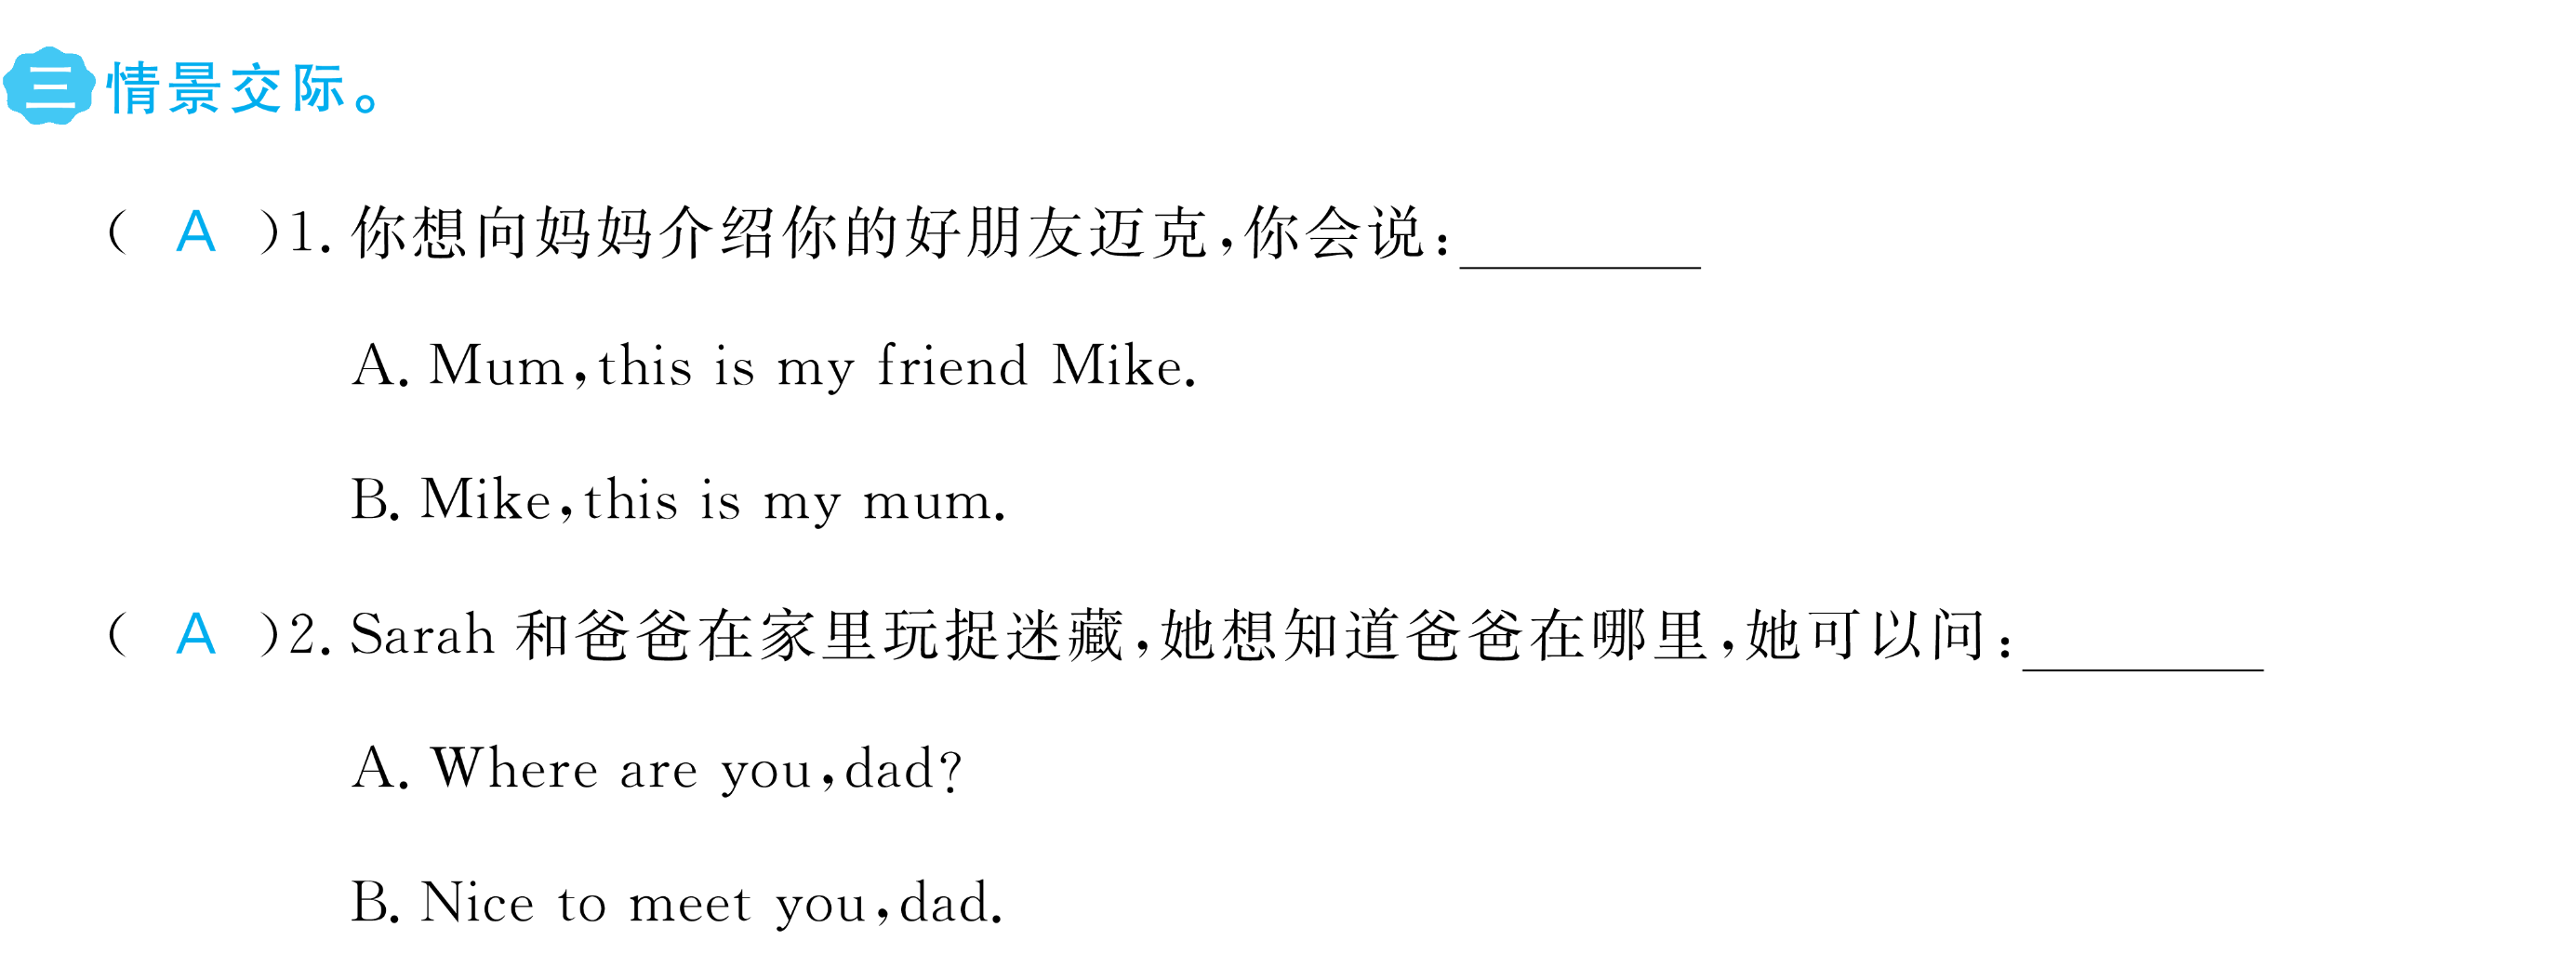 三 情景交际。
( A )1. 你想向妈妈介绍你的好朋友迈克,你会说:________
A. Mum,this is my friend Mike.
B. Mike,this is my mum.
( A )2. Sarah 和爸爸在家里玩捉迷藏,她想知道爸爸在哪里,她可以问:________
A. Where are you,dad?
B. Nice to meet you,dad.